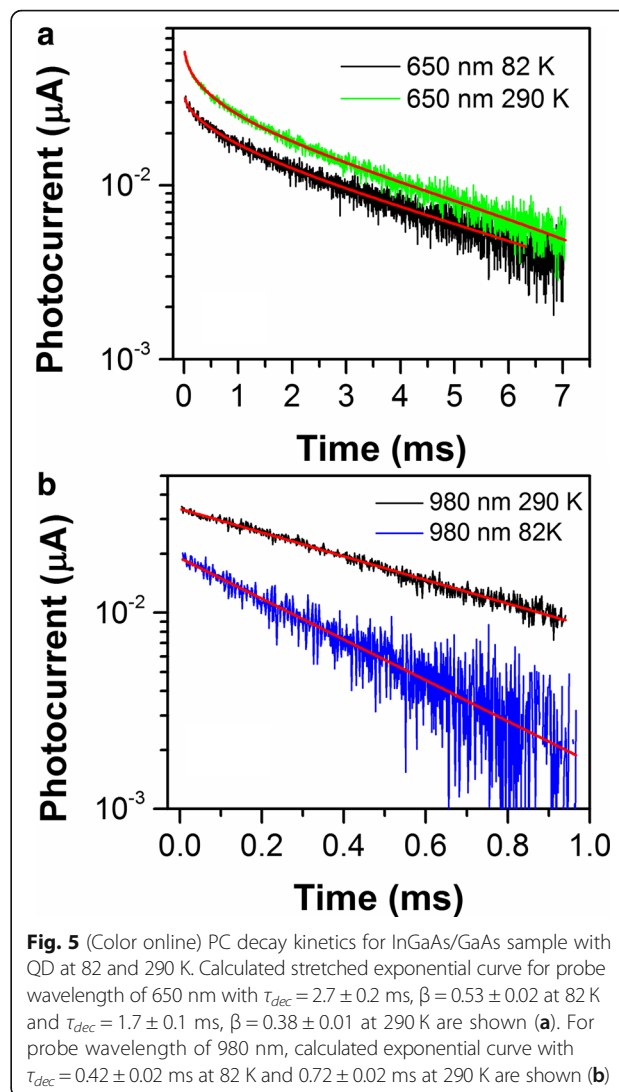 a
650 nm 82 K
650 nm 290 K
Photocurrent (µA)
10⁻²
10⁻³
0 1 2 3 4 5 6 7
Time (ms)
b
980 nm 290 K
980 nm 82K
Photocurrent (µA)
10⁻²
10⁻³
0.0 0.2 0.4 0.6 0.8 1.0
Time (ms)
Fig. 5 (Color online) PC decay kinetics for InGaAs/GaAs sample with
QD at 82 and 290 K. Calculated stretched exponential curve for probe
wavelength of 650 nm with τdec = 2.7 ± 0.2 ms, β = 0.53 ± 0.02 at 82 K
and τdec = 1.7 ± 0.1 ms, β = 0.38 ± 0.01 at 290 K are shown (a). For
probe wavelength of 980 nm, calculated exponential curve with
τdec = 0.42 ± 0.02 ms at 82 K and 0.72 ± 0.02 ms at 290 K are shown (b)